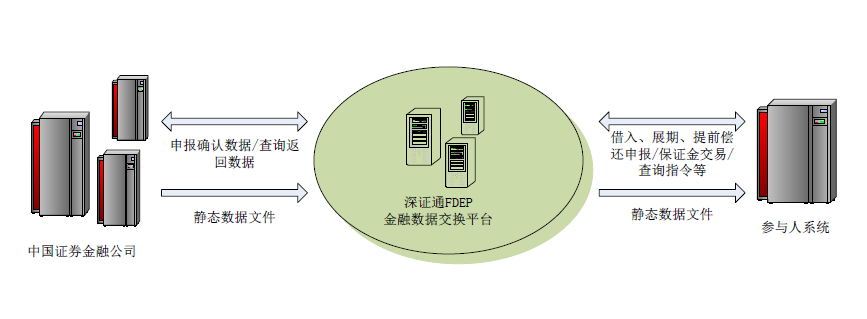 申报确认数据/查询返
回数据
静态数据文件
中国证券金融公司
深证通FDEP
金融数据交换平台
借入、展期、提前偿
还申报/保证金交易/
查询指令等
静态数据文件
参与人系统